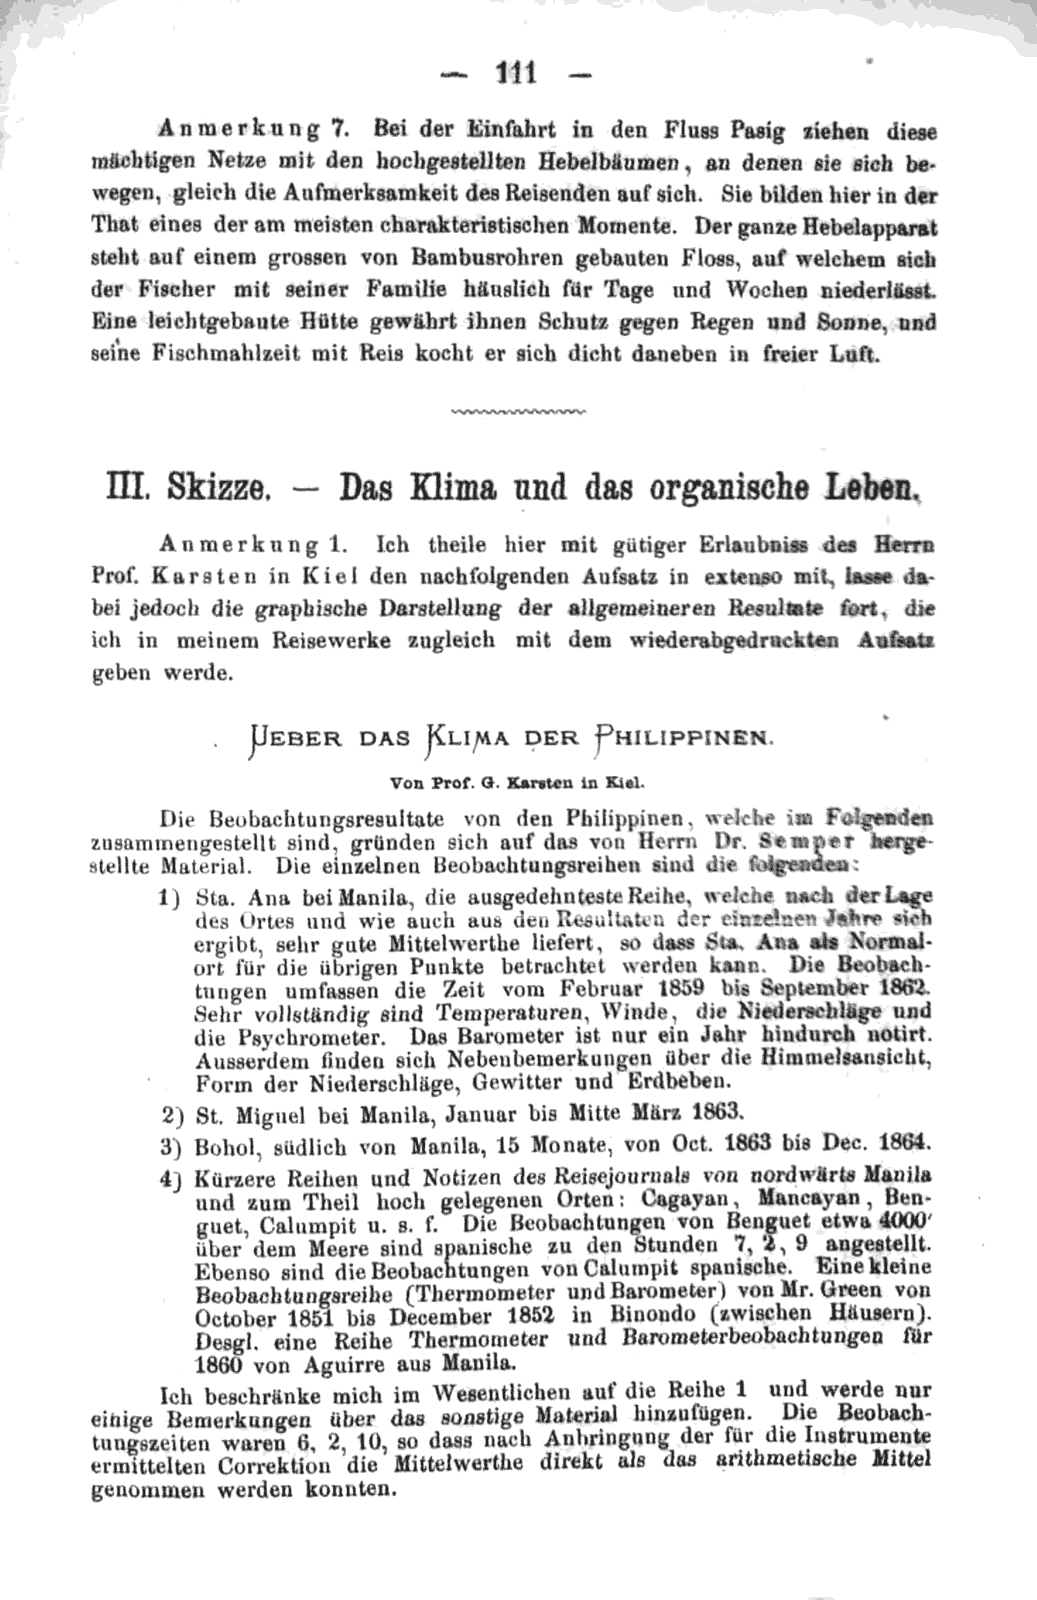 — 111 —
Anmerkung 7. Bei der Einfahrt in den Fluss Pasig ziehen diese
mächtigen Netze mit den hochgestellten Hebelbäumen, an denen sie sich be-
wegen, gleich die Aufmerksamkeit des Reisenden auf sich. Sie bilden hier in der
That eines der am meisten charakteristischen Momente. Der ganze Hebelapparat
steht auf einem grossen von Bambusrohren gebauten Floss, auf welchem sich
der Fischer mit seiner Familie häuslich für Tage und Wochen niederlässt.
Eine leichtgebaute Hütte gewährt ihnen Schutz gegen Regen und Sonne, und
seine Fischmahlzeit mit Reis kocht er sich dicht daneben in freier Luft.
III. Skizze. — Das Klima und das organische Leben.
Anmerkung 1. Ich theile hier mit gütiger Erlaubniss des Herrn
Prof. Karsten in Kiel den nachfolgenden Aufsatz in extenso mit, lasse da-
bei jedoch die graphische Darstellung der allgemeineren Resultate fort, die
ich in meinem Reisewerke zugleich mit dem wiederabgedruckten Aufsatz
geben werde.
UEBER DAS KLIMA DER PHILIPPINEN.
Von Prof. G. Karsten in Kiel.
Die Beobachtungsresultate von den Philippinen, welche im Folgenden
zusammengestellt sind, gründen sich auf das von Herrn Dr. Semper herge-
stellte Material. Die einzelnen Beobachtungsreihen sind die folgenden:
1) Sta. Ana bei Manila, die ausgedehnteste Reihe, welche nach der Lage
des Ortes und wie auch aus den Resultaten der einzelnen Jahre sich
ergibt, sehr gute Mittelwerthe liefert, so dass Sta. Ana als Normal-
ort für die übrigen Punkte betrachtet werden kann. Die Beobach-
tungen umfassen die Zeit vom Februar 1859 bis September 1862.
Sehr vollständig sind Temperaturen, Winde, die Niederschläge und
die Psychrometer. Das Barometer ist nur ein Jahr hindurch notirt.
Ausserdem finden sich Nebenbemerkungen über die Himmelsansicht,
Form der Niederschläge, Gewitter und Erdbeben.
2) St. Miguel bei Manila, Januar bis Mitte März 1863.
3) Bohol, südlich von Manila, 15 Monate, von Oct. 1863 bis Dec. 1864.
4) Kürzere Reihen und Notizen des Reisejournals von nordwärts Manila
und zum Theil hoch gelegenen Orten: Cagayan, Mancayan, Ben-
guet, Calumpit u. s. f. Die Beobachtungen von Benguet etwa 4000'
über dem Meere sind spanische zu den Stunden 7, 2, 9 angestellt.
Ebenso sind die Beobachtungen von Calumpit spanische. Eine kleine
Beobachtungsreihe (Thermometer und Barometer) von Mr. Green von
October 1851 bis December 1852 in Binondo (zwischen Häusern).
Desgl. eine Reihe Thermometer und Barometerbeobachtungen für
1860 von Aguirre aus Manila.
Ich beschränke mich im Wesentlichen auf die Reihe 1 und werde nur
einige Bemerkungen über das sonstige Material hinzufügen. Die Beobach-
tungszeiten waren 6, 2, 10, so dass nach Anbringung der für die Instrumente
ermittelten Correktion die Mittelwerthe direkt als das arithmetische Mittel
genommen werden konnten.